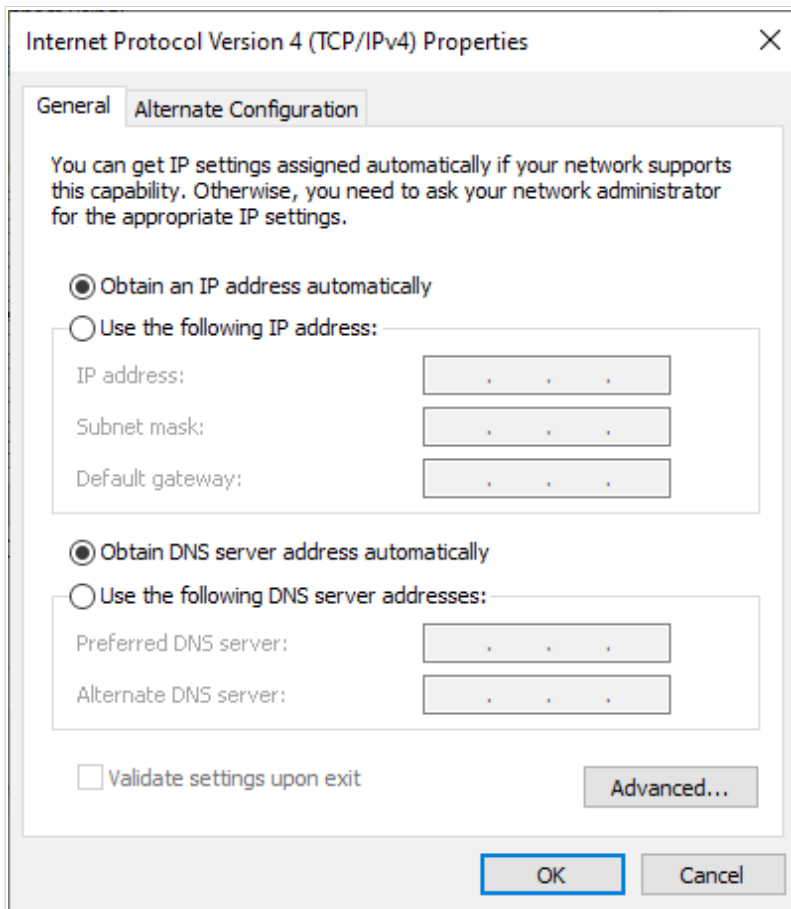 Internet Protocol Version 4 (TCP/IPv4) Properties
General
Alternate Configuration
You can get IP settings assigned automatically if your network supports
this capability. Otherwise, you need to ask your network administrator
for the appropriate IP settings.
Obtain an IP address automatically
Use the following IP address:
IP address:
. . .
Subnet mask:
. . .
Default gateway:
. . .
Obtain DNS server address automatically
Use the following DNS server addresses:
Preferred DNS server:
. . .
Alternate DNS server:
. . .
Validate settings upon exit
Advanced...
OK
Cancel